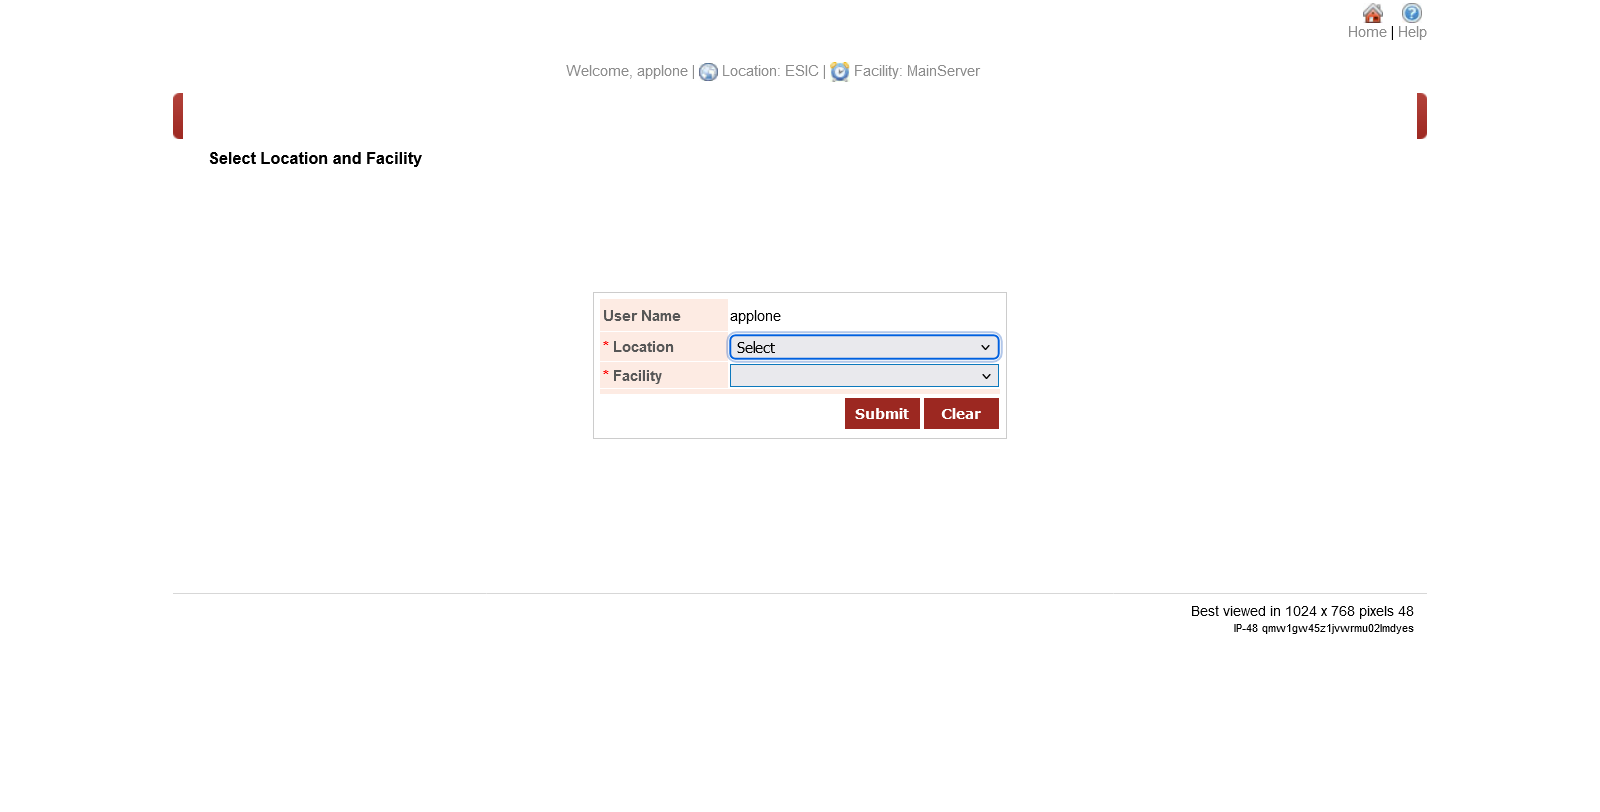 Home | Help
Welcome, applone | Location: ESIC | Facility: MainServer
Select Location and Facility
User Name applone
* Location Select
* Facility
Submit Clear
Best viewed in 1024 x 768 pixels 48
IP-48 qmw1gw45z1jvwrmu02lmdyes